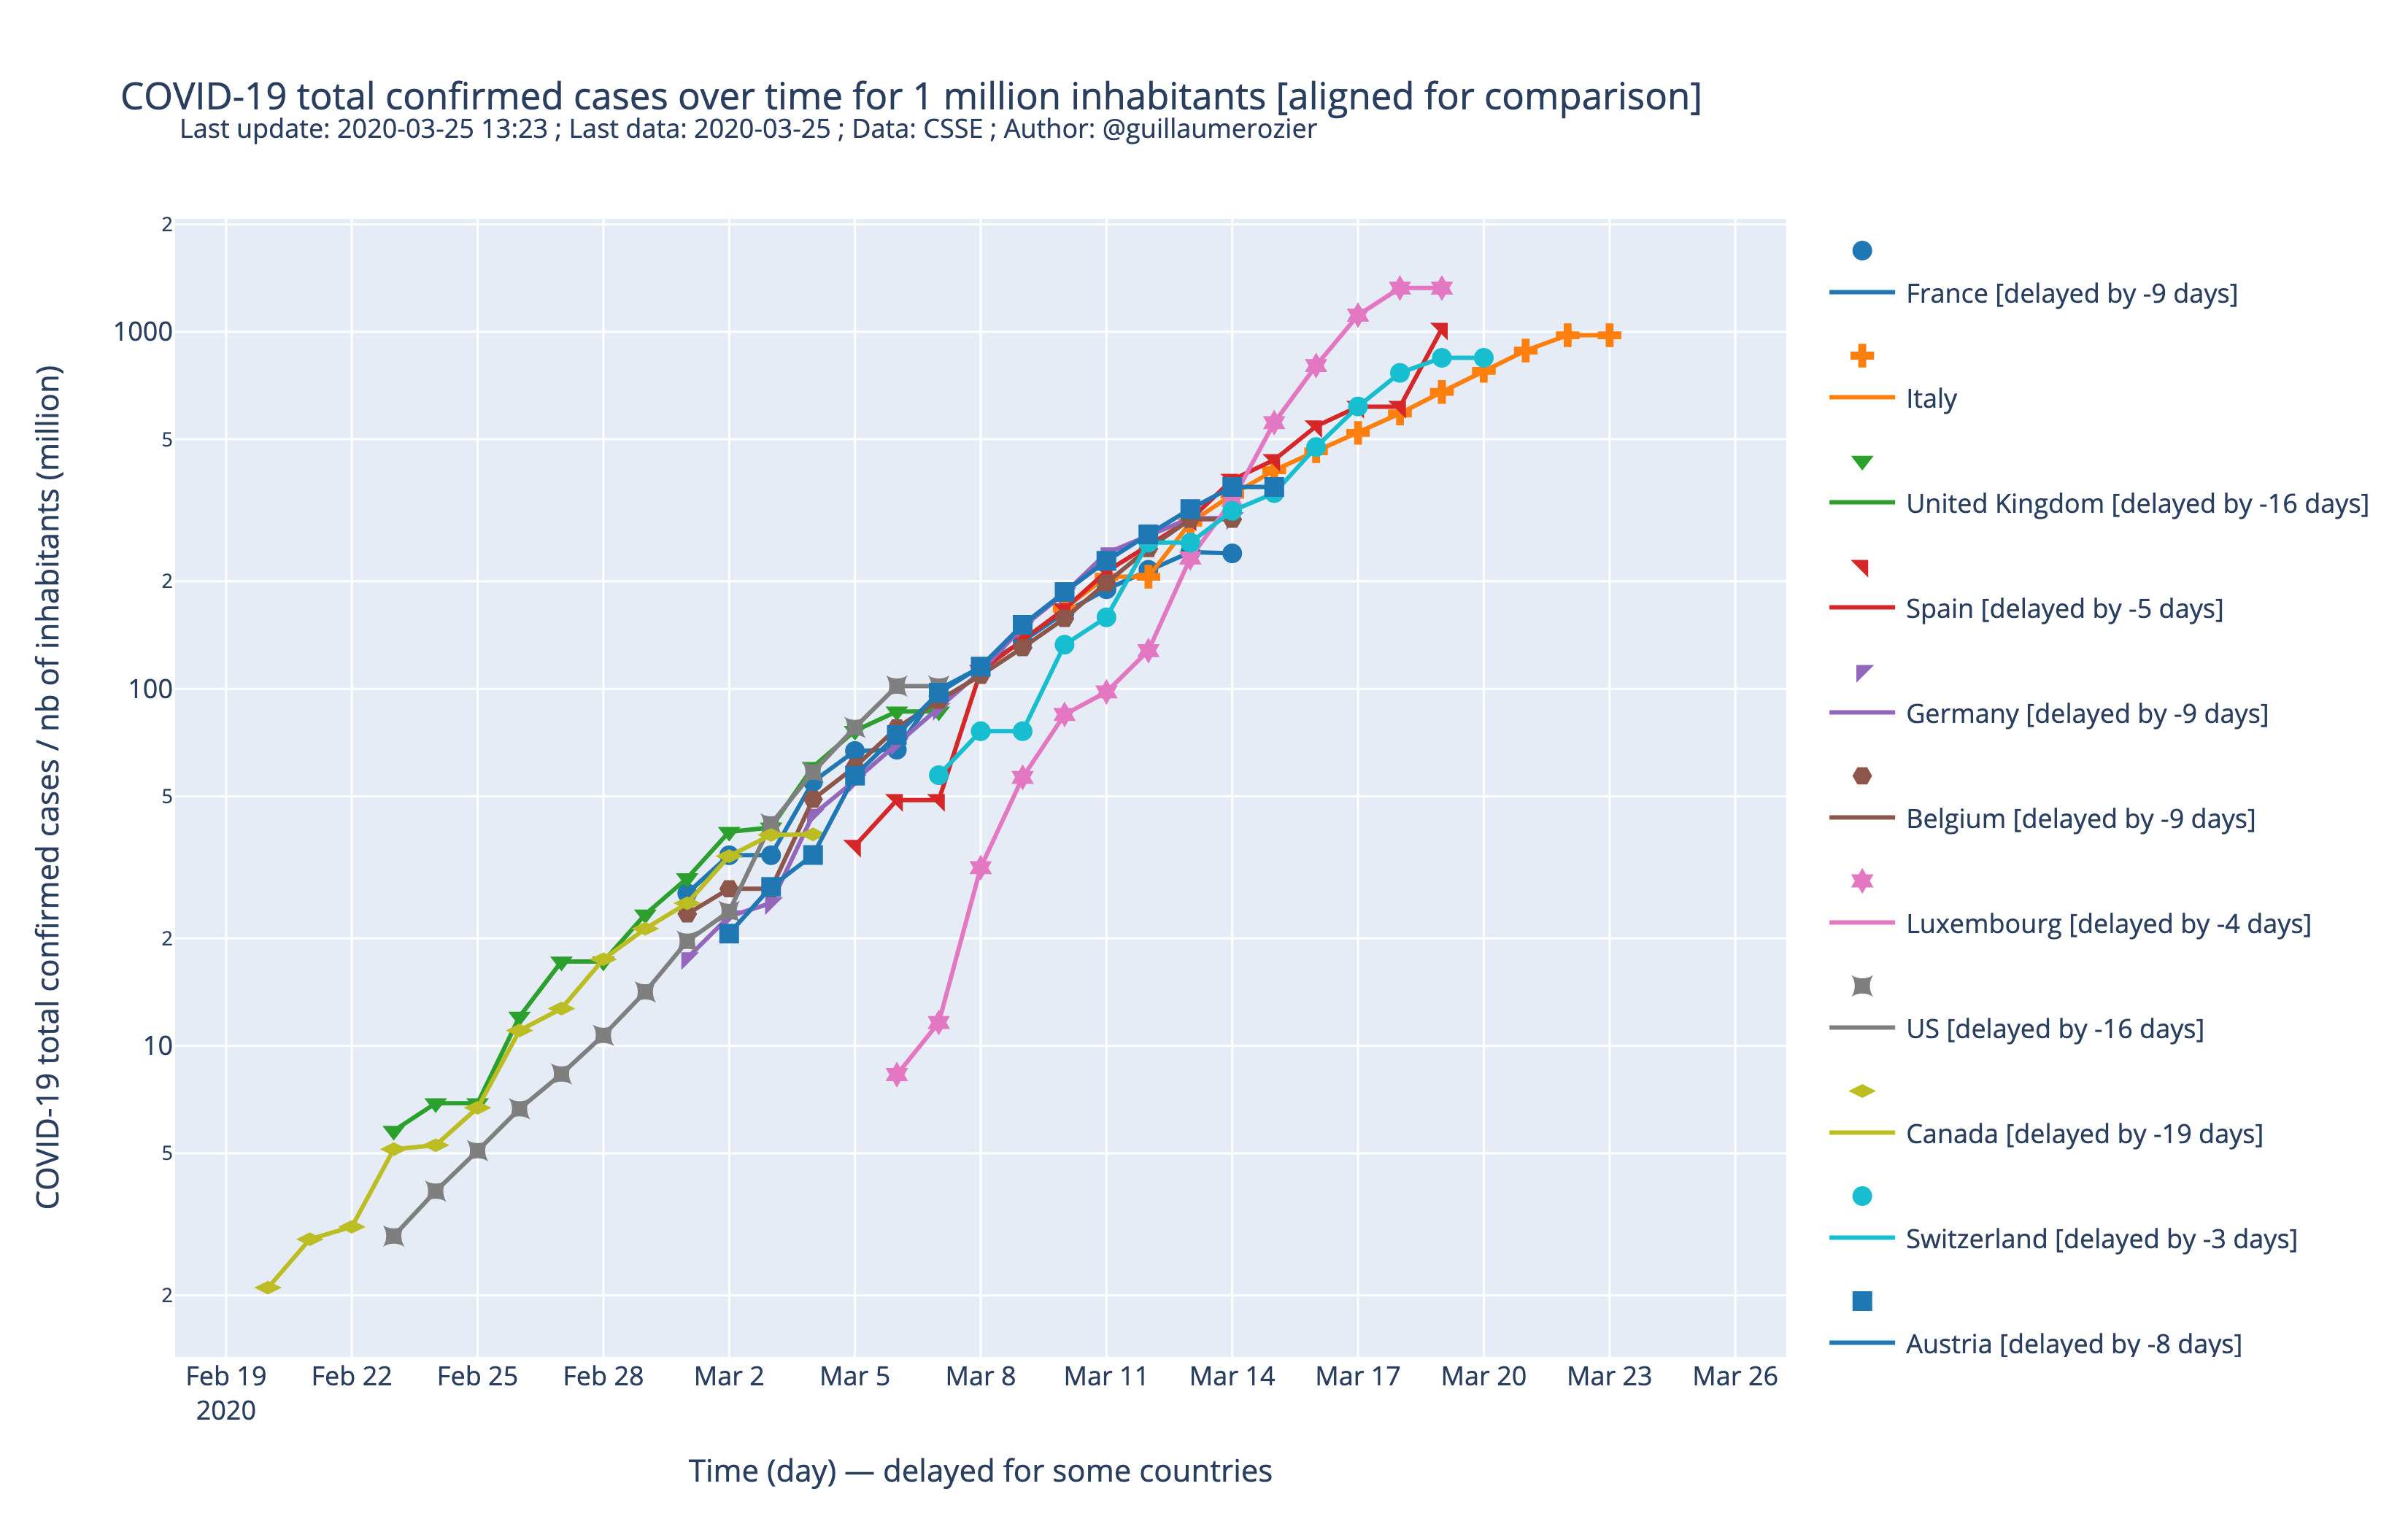 COVID-19 total confirmed cases over time for 1 million inhabitants [aligned for comparison]
Last update: 2020-03-25 13:23 ; Last data: 2020-03-25 ; Data: CSSE ; Author: @guillaumerozier
COVID-19 total confirmed cases / nb of inhabitants (million)
2
1000
5
2
100
5
2
10
5
2
Feb 19
2020
Feb 22
Feb 25
Feb 28
Mar 2
Mar 5
Mar 8
Mar 11
Mar 14
Mar 17
Mar 20
Mar 23
Mar 26
Time (day) — delayed for some countries
France [delayed by -9 days]
Italy
United Kingdom [delayed by -16 days]
Spain [delayed by -5 days]
Germany [delayed by -9 days]
Belgium [delayed by -9 days]
Luxembourg [delayed by -4 days]
US [delayed by -16 days]
Canada [delayed by -19 days]
Switzerland [delayed by -3 days]
Austria [delayed by -8 days]